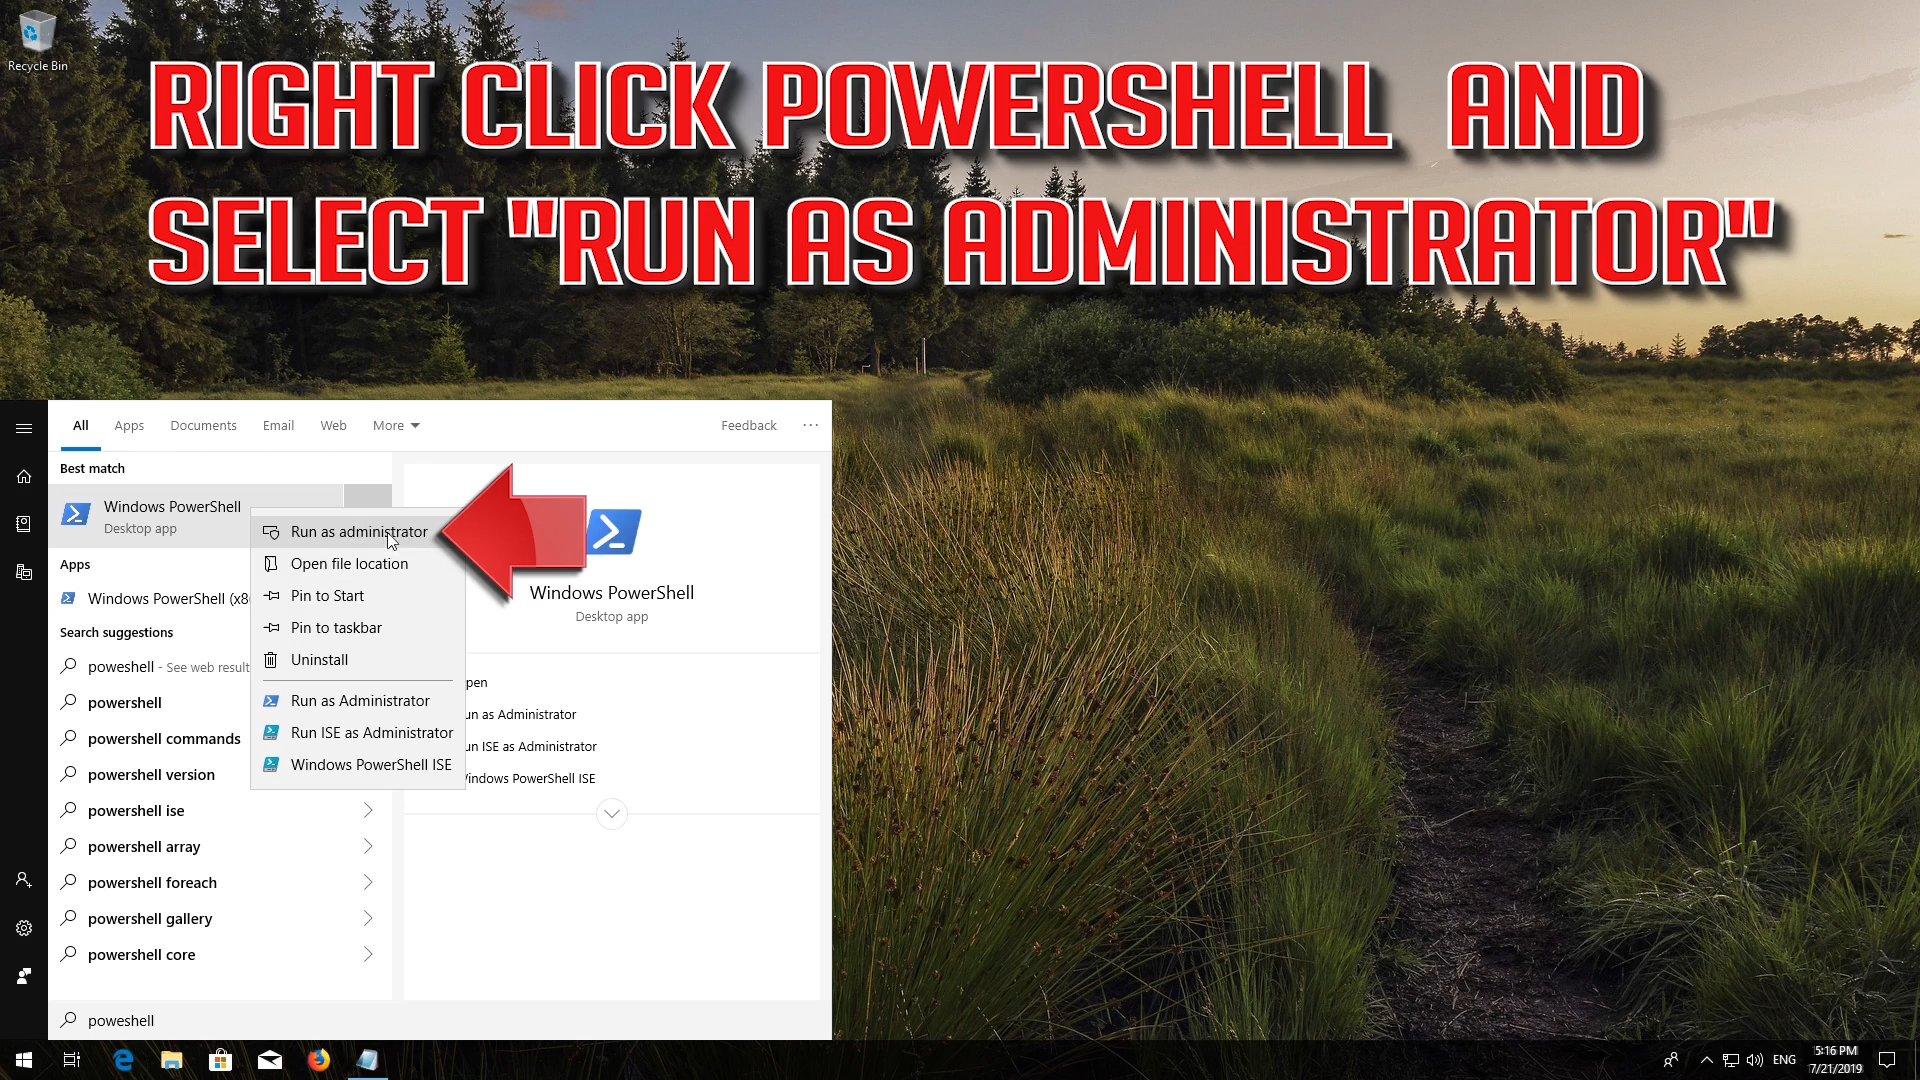 Recycle Bin
RIGHT CLICK POWERSHELL AND
SELECT "RUN AS ADMINISTRATOR"
All Apps Documents Email Web More Feedback ...
Best match
Windows PowerShell
Desktop app
Apps
Windows PowerShell (x8
Search suggestions
poweshell - See web result
powershell
powershell commands
powershell version
powershell ise
powershell array
powershell foreach
powershell gallery
powershell core
poweshell
Run as administrator
Open file location
Pin to Start
Pin to taskbar
Uninstall
Run as Administrator
Run ISE as Administrator
Windows PowerShell ISE
Windows PowerShell
Desktop app
pen
un as Administrator
un ISE as Administrator
indows PowerShell ISE
ENG
5:16 PM
7/21/2019